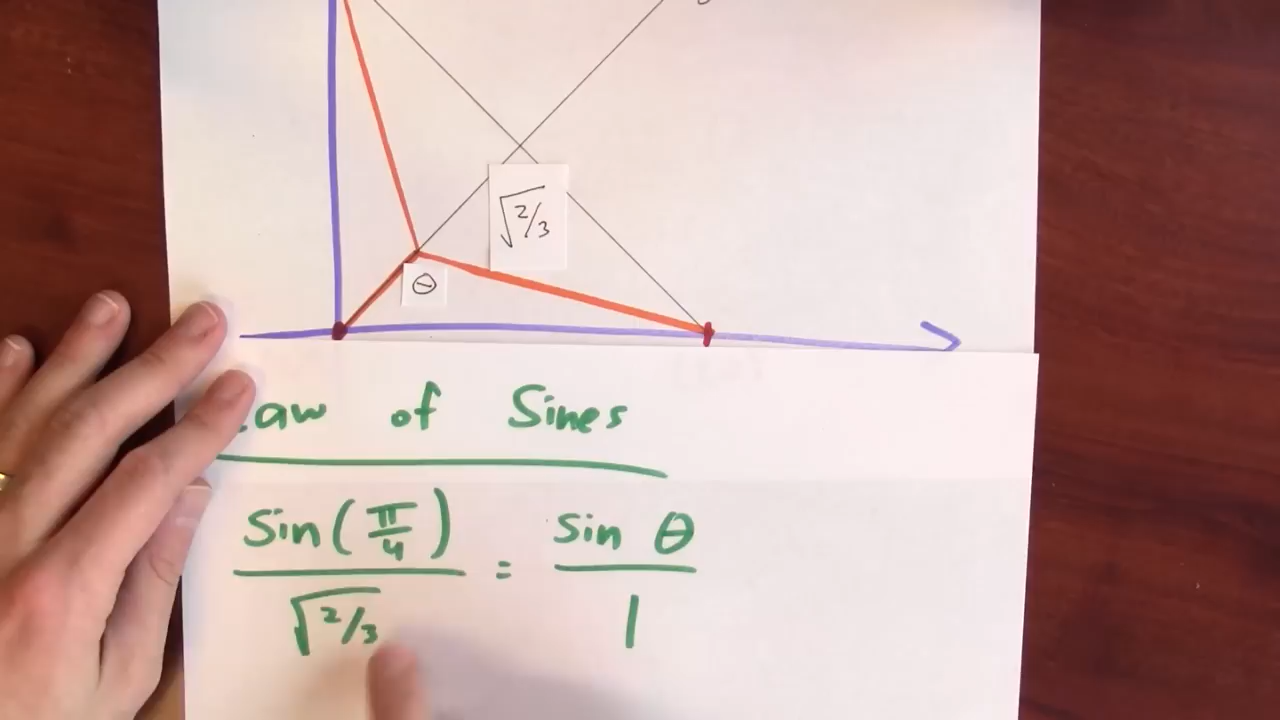 √2/3
θ
Law of Sines
sin(π/4) / √2/3 = sin θ / 1